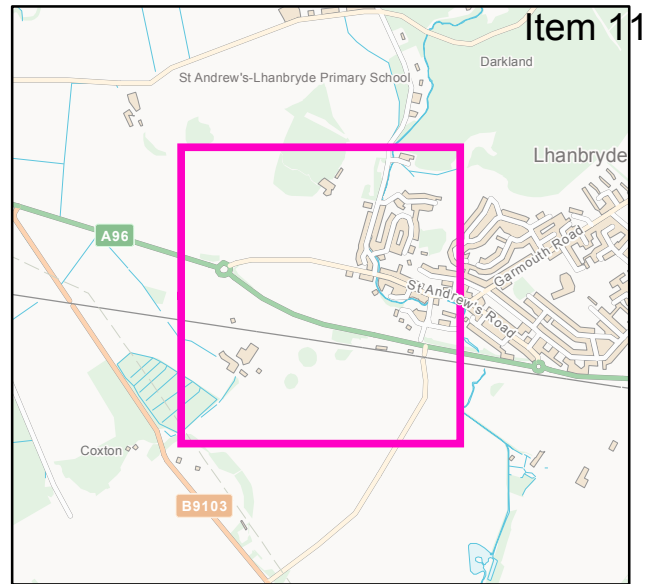 Item 11
Darkland
St Andrew's-Lhanbryde Primary School
Lhanbryde
A96
Garmouth Road
St Andrew's Road
Coxton
B9103